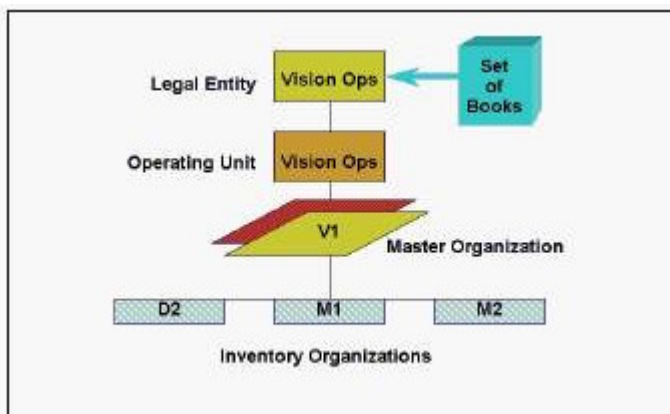 Legal Entity
Vision Ops
Set
of
Books
Operating Unit
Vision Ops
V1
Master Organization
D2
M1
M2
Inventory Organizations